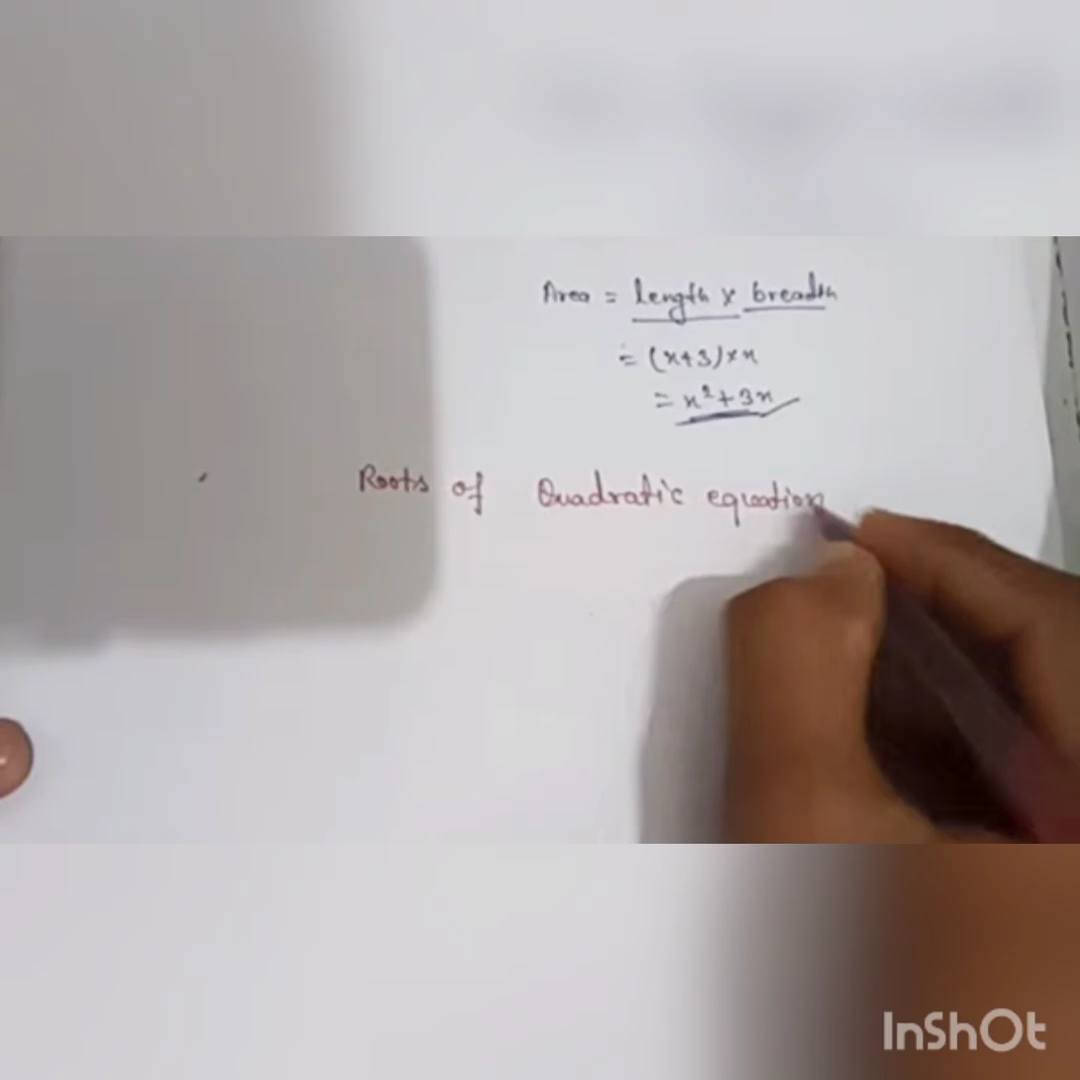 Area = length x breadth
= (x+3) × x
= x² + 3x
Roots of Quadratic equation
InShOt